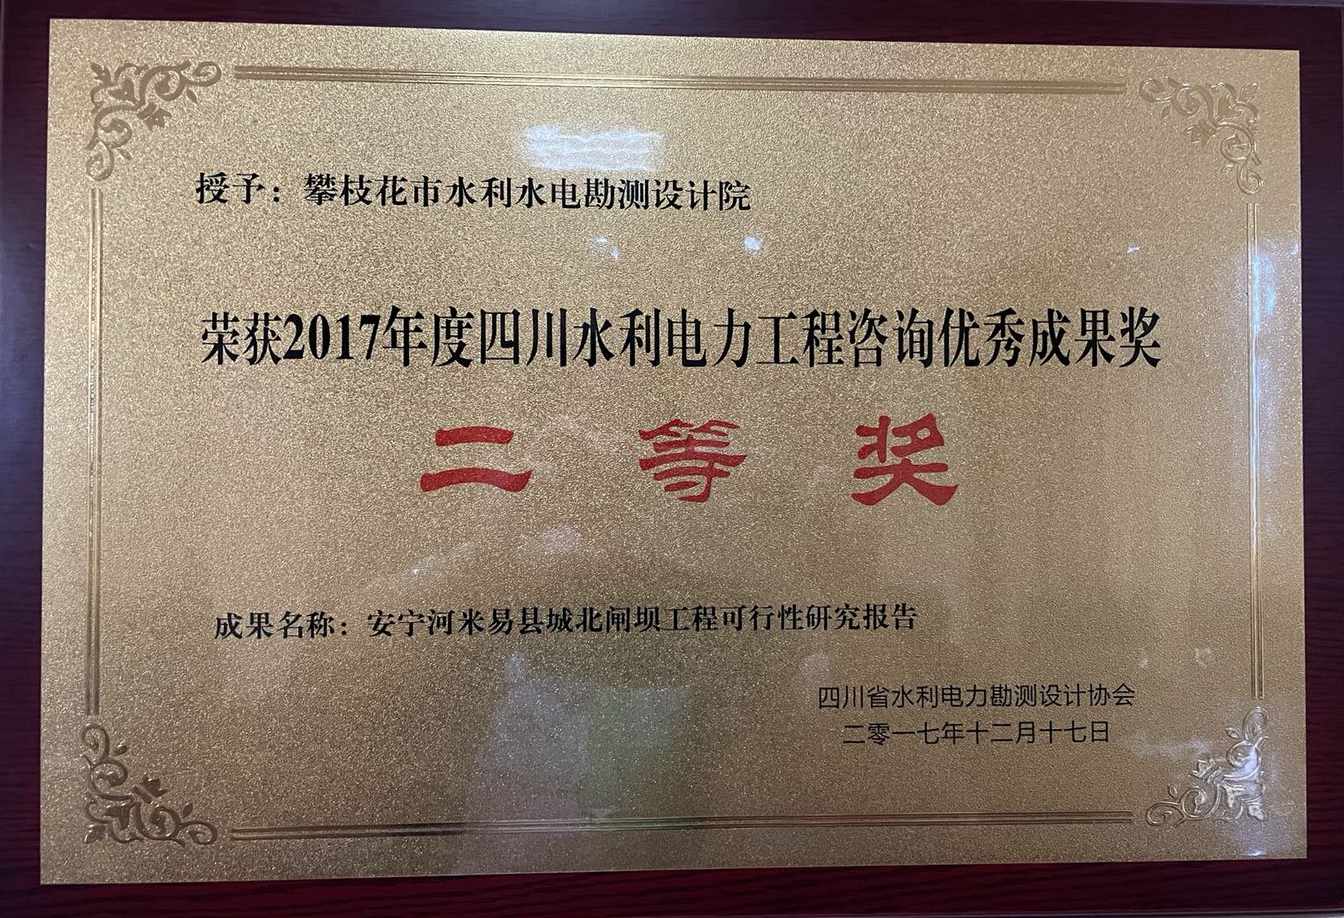 授予：攀枝花市水利水电勘测设计院
荣获2017年度四川水利电力工程咨询优秀成果奖
二等奖
成果名称：安宁河米易县城北闸坝工程可行性研究报告
四川省水利电力勘测设计协会
二零一七年十二月十七日